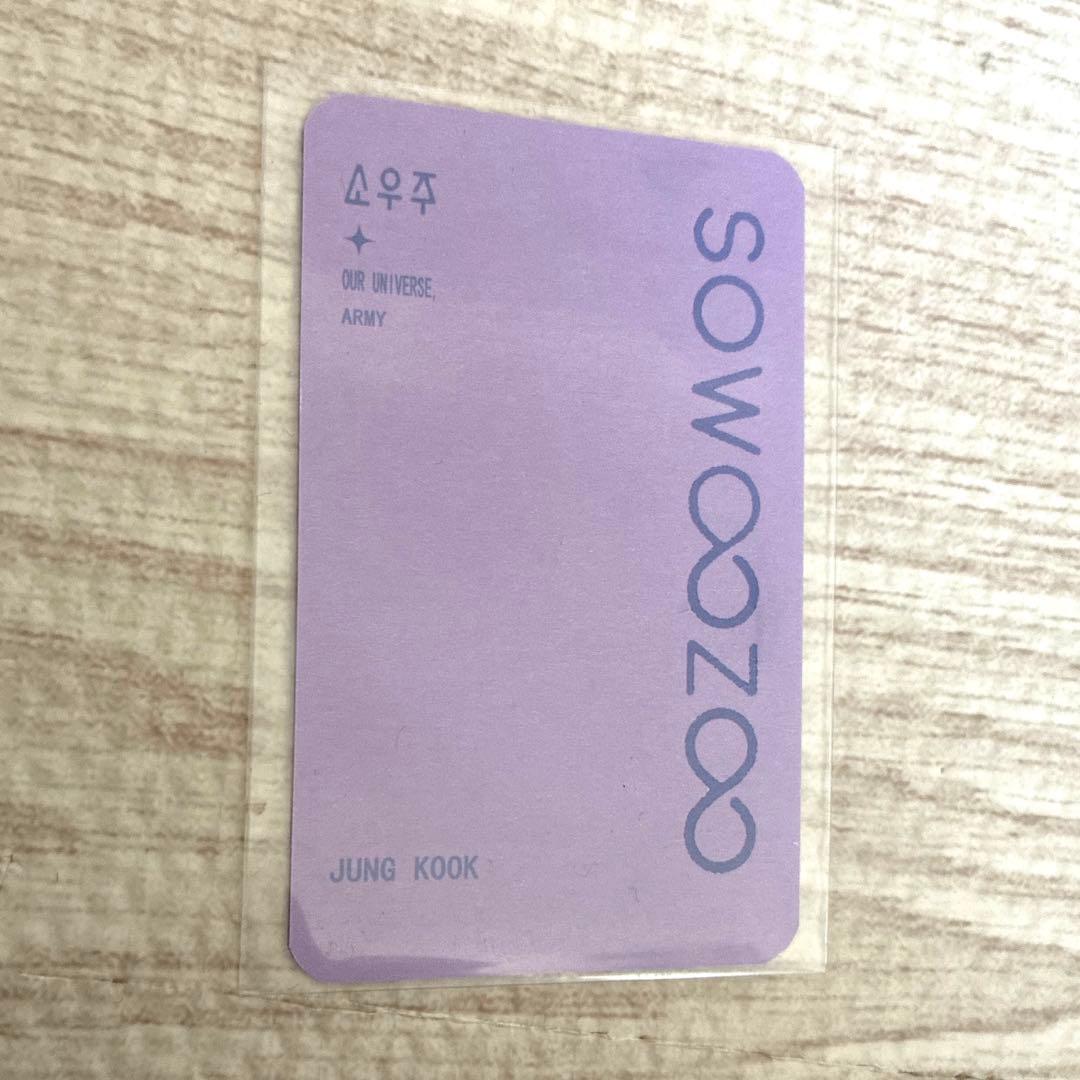 소우주
OUR UNIVERSE,
ARMY
SOWOOZOO
JUNG KOOK